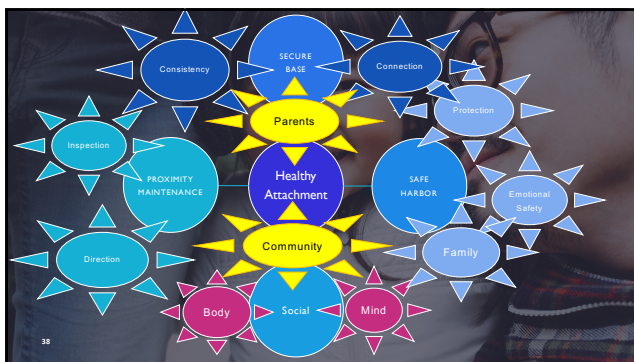 SECURE
BASE
Consistency
Connection
Protection
Parents
Inspection
PROXIMITY
MAINTENANCE
Healthy
Attachment
SAFE
HARBOR
Emotional
Safety
Direction
Community
Family
Body
Social
Mind
38